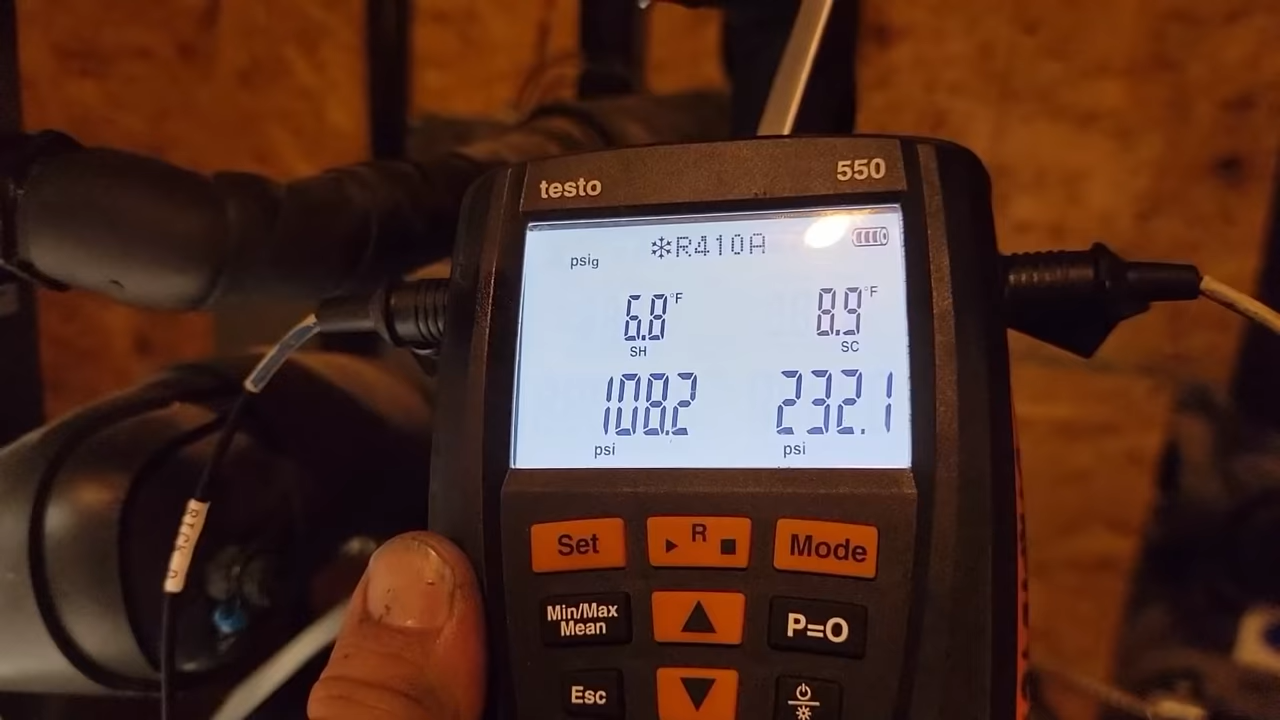 testo 550
psig ❄R410A
6.8°F 8.9°F
SH SC
108.2 232.1
psi psi
Set R Mode
Min/Max
Mean
P=O
Esc
RICK D